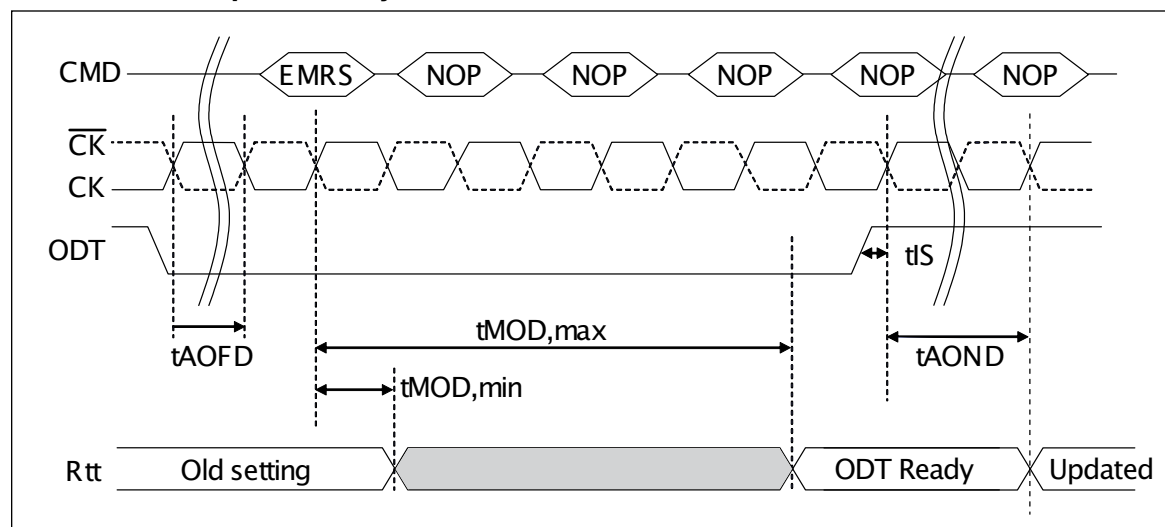 CMD EMRS NOP NOP NOP NOP NOP
CK
CK
ODT
tIS
tMOD,max
tAOFD
tAOND
tMOD,min
Rtt Old setting ODT Ready Updated